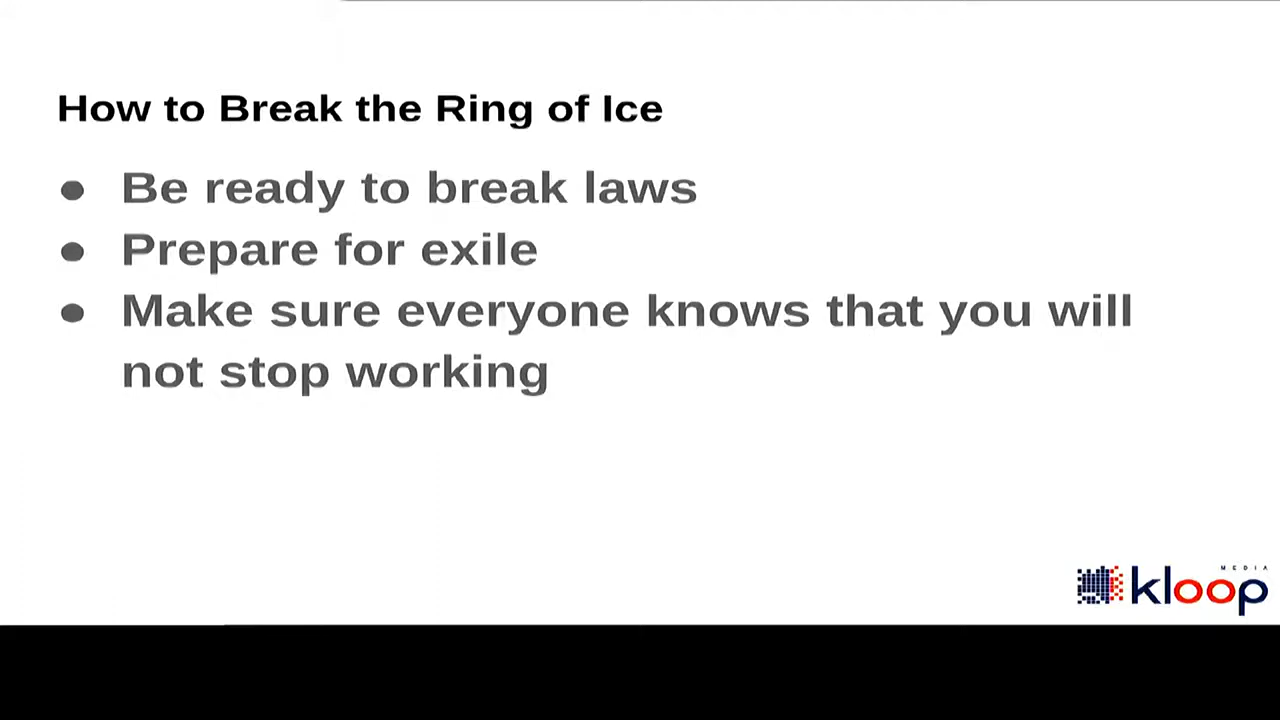 How to Break the Ring of Ice
● Be ready to break laws
● Prepare for exile
● Make sure everyone knows that you will
not stop working
MEDIA
kloop